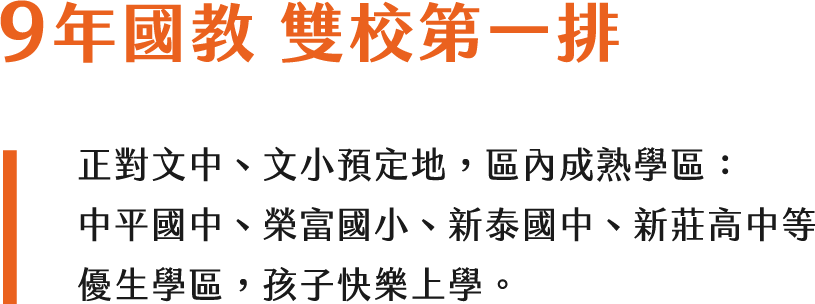 9年國教 雙校第一排
正對文中、文小預定地，區內成熟學區：
中平國中、榮富國小、新泰國中、新莊高中等
優生學區，孩子快樂上學。